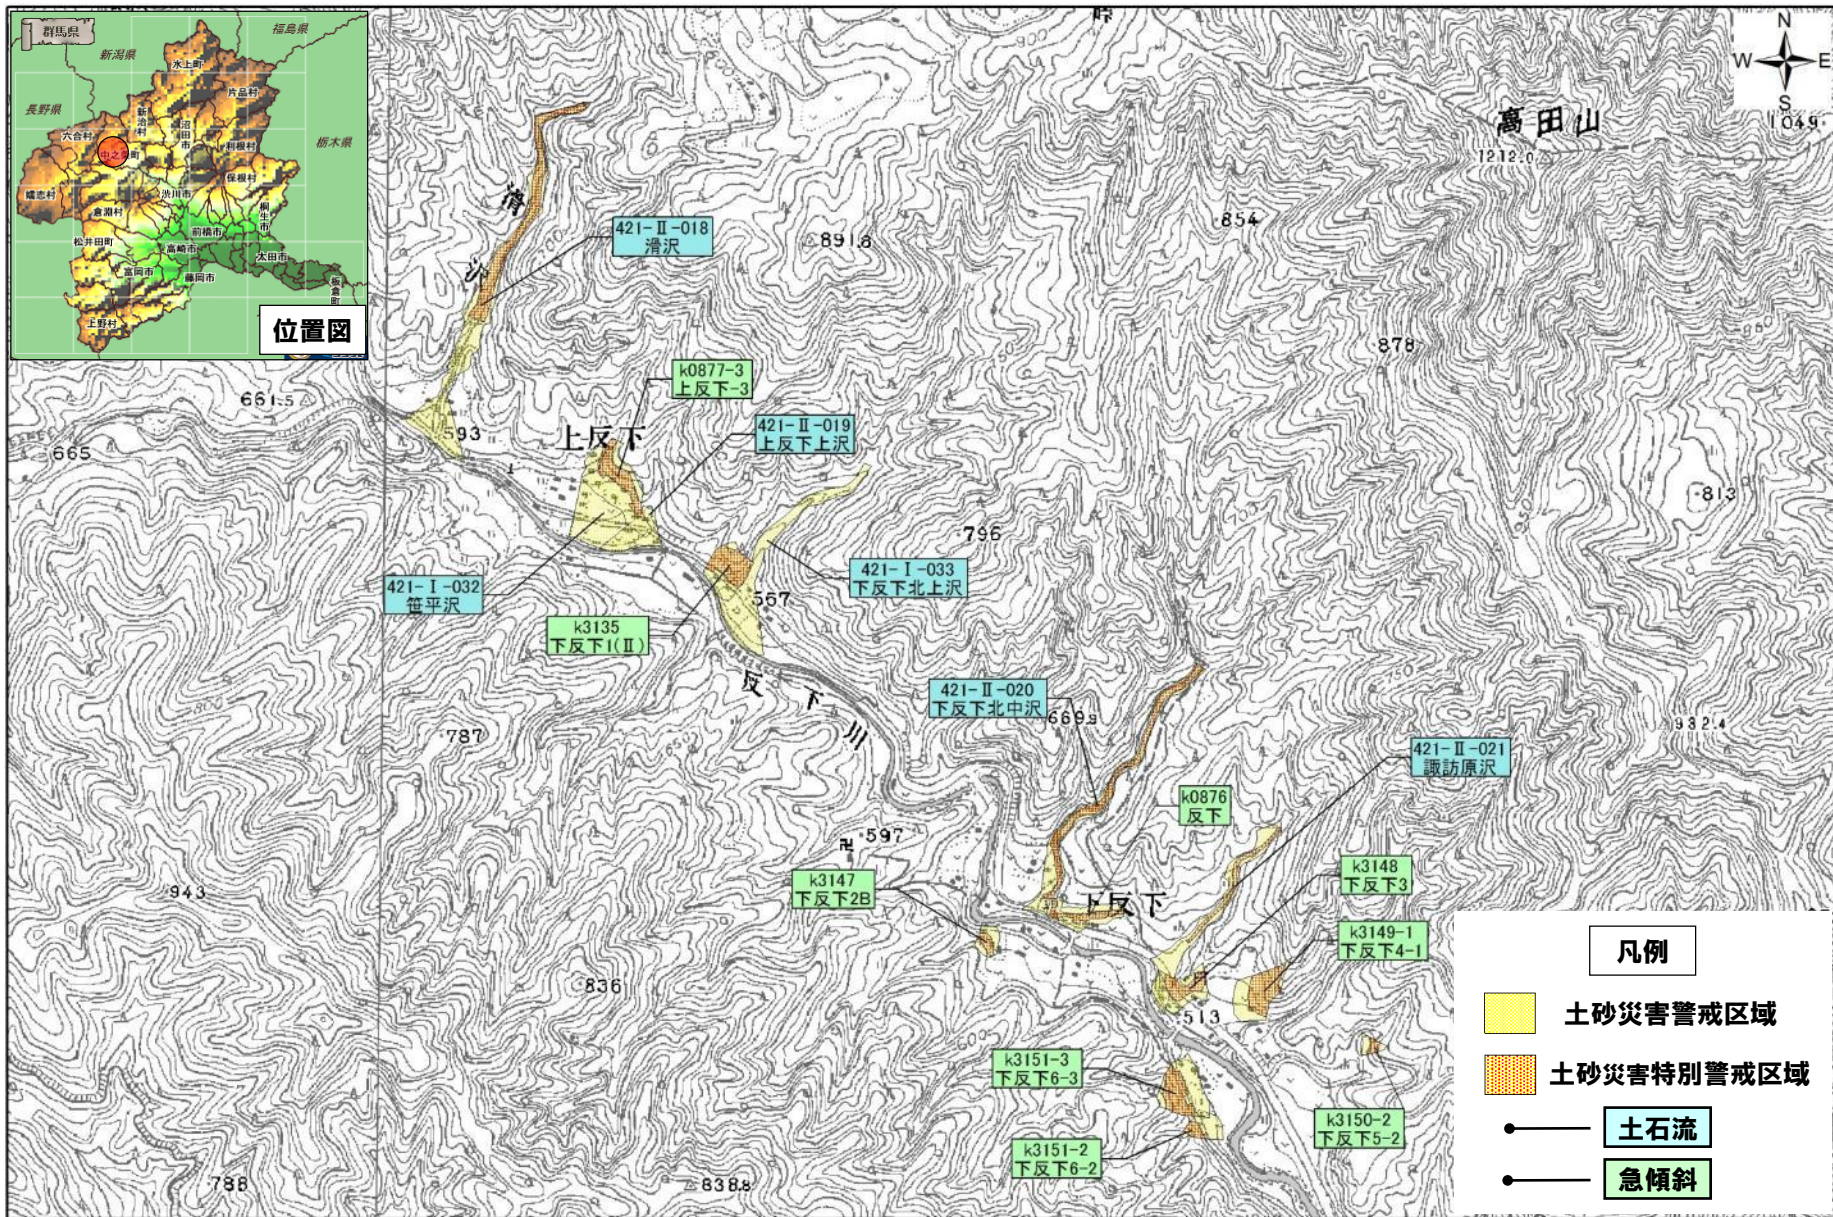 群馬県
新潟県
福島県
長野県
栃木県
水上町
片品村
新治村
沼田市
六合村
利根村
嬬恋村
渋川市
倉渕村
桐生市
松井田町
前橋市
高崎市
太田市
富岡市
藤岡市
板倉町
上野村
位置図
N
W
E
S
高田山
1049
1212.0
854
891.8
滑沢
421-Ⅱ-018
滑沢
878
k0877-3
上反下-3
661.5
593
上反下
421-Ⅱ-019
上反下上沢
665
813
796
421-Ⅰ-032
笹平沢
421-Ⅰ-033
下反下北上沢
567
k3135
下反下1(Ⅱ)
反下川
421-Ⅱ-020
下反下北中沢
669.9
932.4
787
421-Ⅱ-021
諏訪原沢
k0876
反下
597
k3147
下反下2B
k3148
下反下3
943
下反下
k3149-1
下反下4-1
836
513
k3151-3
下反下6-3
k3150-2
下反下5-2
k3151-2
下反下6-2
788
838.8
凡例
土砂災害警戒区域
土砂災害特別警戒区域
土石流
急傾斜